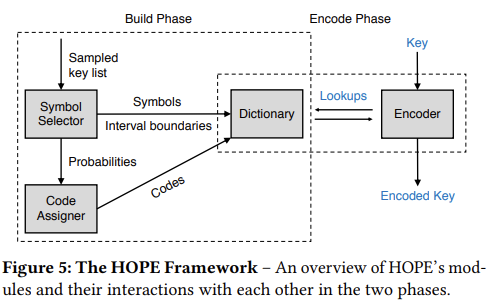 Build Phase
Encode Phase
Sampled
key list
Key
Symbol
Selector
Symbols
Interval boundaries
Dictionary
Lookups
Encoder
Probabilities
Codes
Code
Assigner
Encoded Key
Figure 5: The HOPE Framework – An overview of HOPE's mod-
ules and their interactions with each other in the two phases.